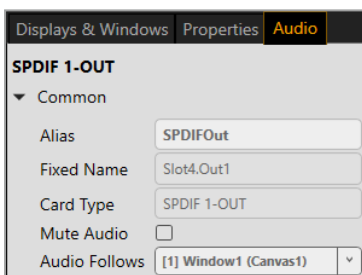 Displays & Windows Properties Audio
SPDIF 1-OUT
Common
Alias SPDIFOut
Fixed Name Slot4.Out1
Card Type SPDIF 1-OUT
Mute Audio
Audio Follows [1] Window1 (Canvas1)